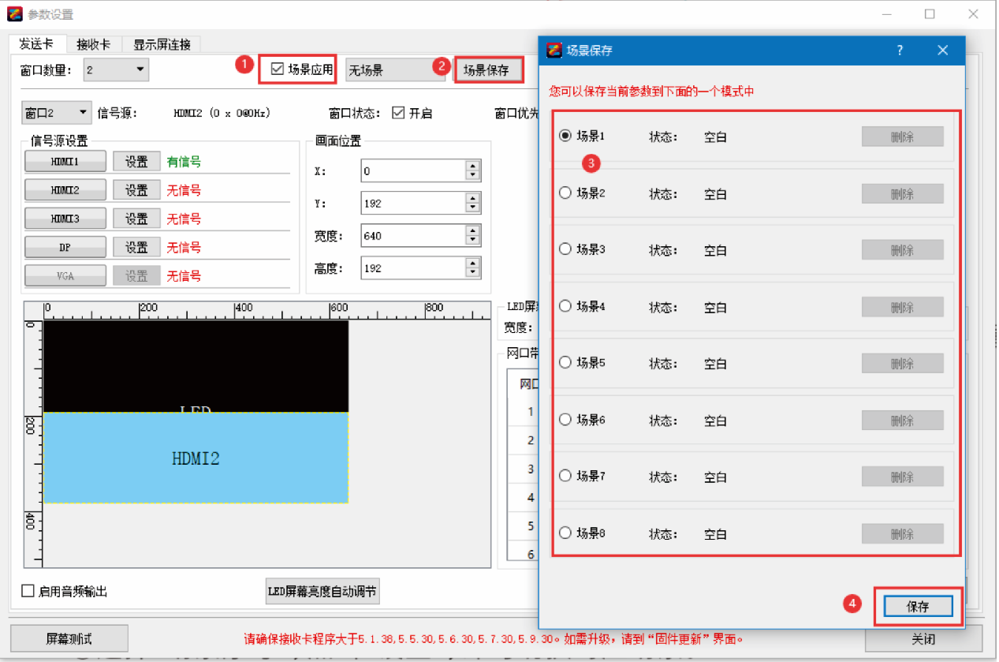 参数设置
发送卡 接收卡 显示屏连接
窗口数量： 2 1 场景应用 无场景 2 场景保存
窗口2 信号源： HDMI2 (0 x 0@0Hz) 窗口状态： 开启 窗口优先
信号源设置
HDMI1 设置 有信号
HDMI2 设置 无信号
HDMI3 设置 无信号
DP 设置 无信号
VGA 设置 无信号
画面位置
X: 0
Y: 192
宽度： 640
高度： 192
0 200 400 600 800
0
200
400
LED
HDMI2
LED屏
宽度：
网口带
网口
1
2
3
4
5
6
启用音频输出 LED屏幕亮度自动调节
屏幕测试 请确保接收卡程序大于5.1.38,5.5.30,5.6.30,5.7.30,5.9.30。如需升级，请到“固件更新”界面。 关闭
场景保存 ?
您可以保存当前参数到下面的一个模式中
场景1 状态： 空白 删除
3
场景2 状态： 空白 删除
场景3 状态： 空白 删除
场景4 状态： 空白 删除
场景5 状态： 空白 删除
场景6 状态： 空白 删除
场景7 状态： 空白 删除
场景8 状态： 空白 删除
4 保存